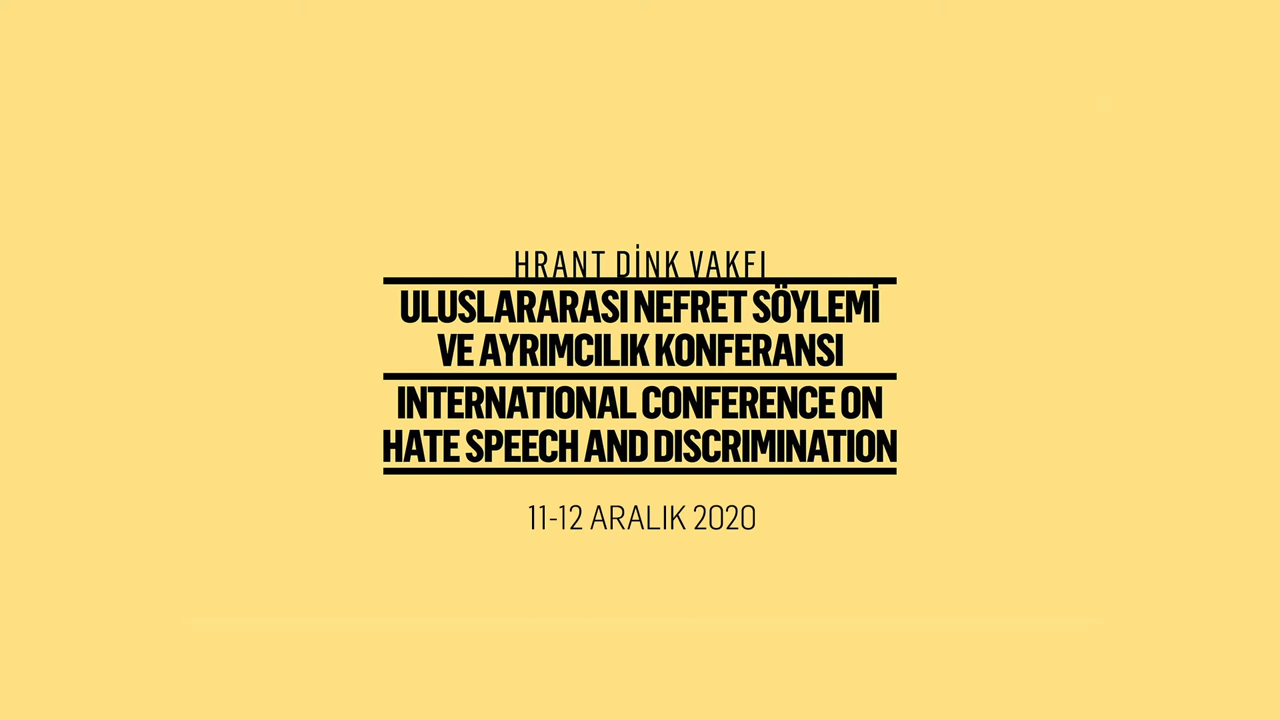 HRANT DİNK VAKFI
ULUSLARARASI NEFRET SÖYLEMİ
VE AYRIMCILIK KONFERANSI
INTERNATIONAL CONFERENCE ON
HATE SPEECH AND DISCRIMINATION
11-12 ARALIK 2020